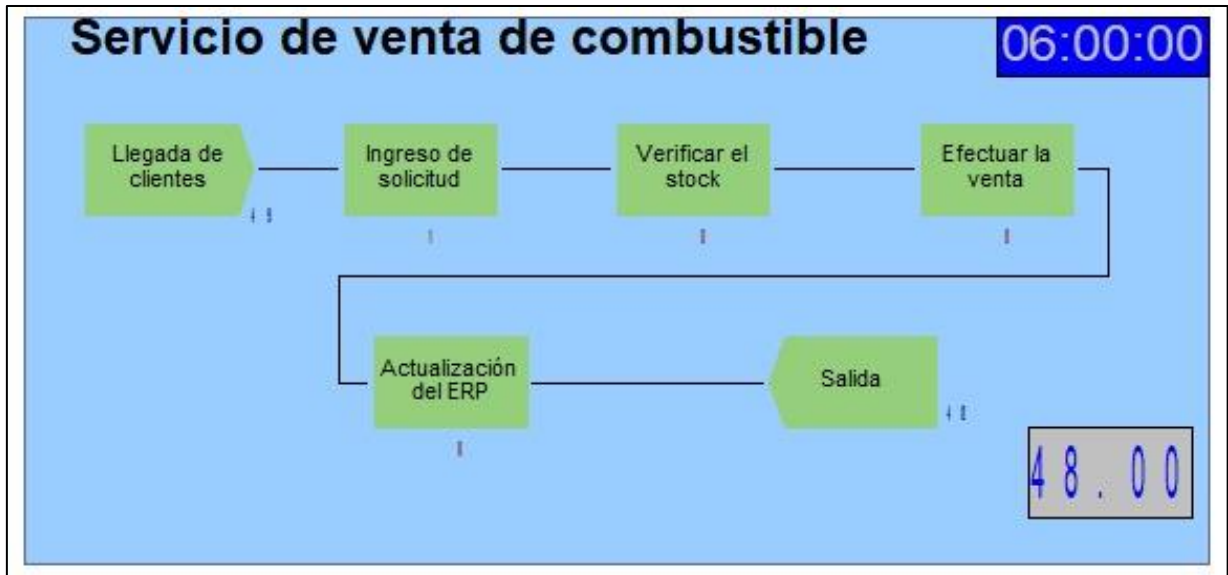 Servicio de venta de combustible
06:00:00
Llegada de
clientes
Ingreso de
solicitud
Verificar el
stock
Efectuar la
venta
Actualización
del ERP
Salida
48.00